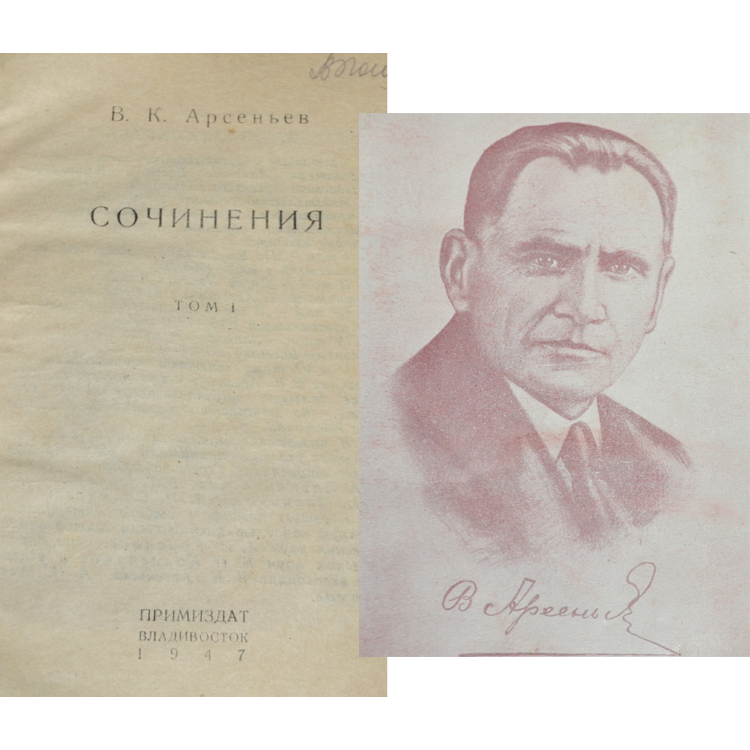 В. К. Арсеньев
СОЧИНЕНИЯ
ТОМ I
ПРИМИЗДАТ
ВЛАДИВОСТОК
1947
В Арсеньев